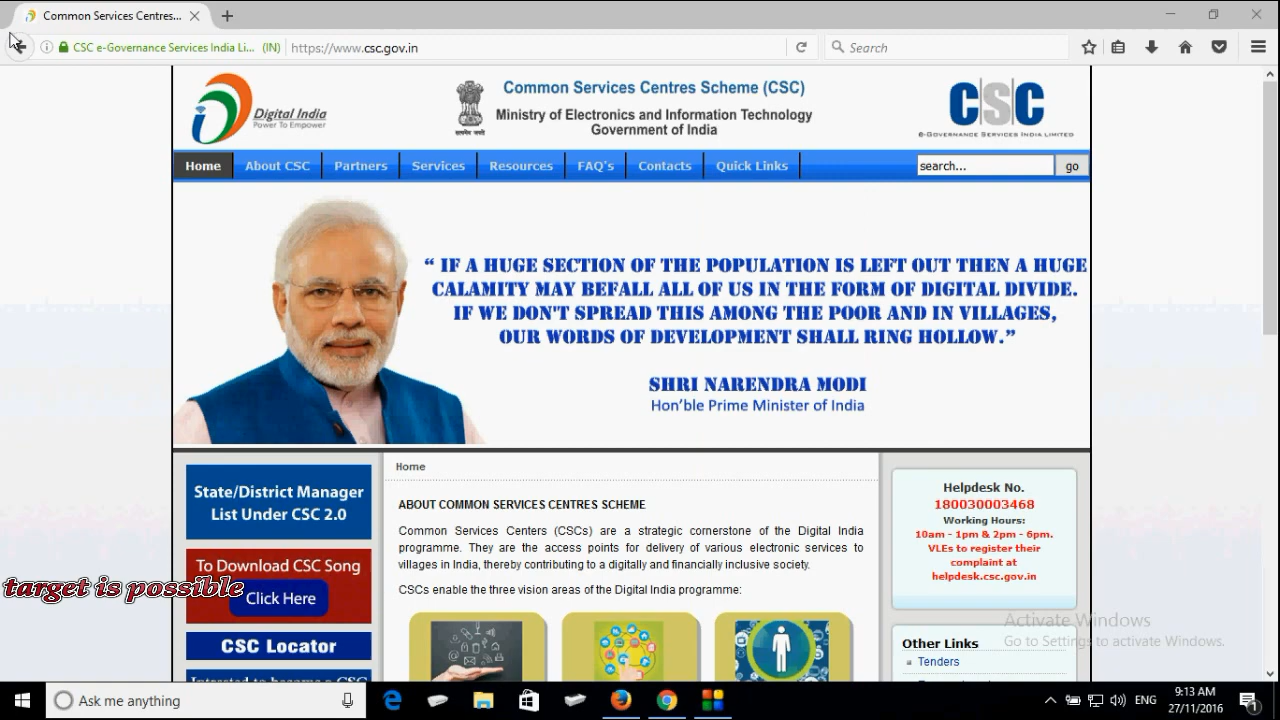 Common Services Centres...
CSC e-Governance Services India Li... (IN)
https://www.csc.gov.in
Search
Digital India
Power To Empower
Common Services Centres Scheme (CSC)
Ministry of Electronics and Information Technology
Government of India
CSC
e-GOVERNANCE SERVICES INDIA LIMITED
Home About CSC Partners Services Resources FAQ's Contacts Quick Links
search... go
“ IF A HUGE SECTION OF THE POPULATION IS LEFT OUT THEN A HUGE
CALAMITY MAY BEFALL ALL OF US IN THE FORM OF DIGITAL DIVIDE.
IF WE DON'T SPREAD THIS AMONG THE POOR AND IN VILLAGES,
OUR WORDS OF DEVELOPMENT SHALL RING HOLLOW.”
SHRI NARENDRA MODI
Hon’ble Prime Minister of India
State/District Manager
List Under CSC 2.0
To Download CSC Song
Click Here
target is possible
CSC Locator
Interested to become a CSC
Home
ABOUT COMMON SERVICES CENTRES SCHEME
Common Services Centers (CSCs) are a strategic cornerstone of the Digital India
programme. They are the access points for delivery of various electronic services to
villages in India, thereby contributing to a digitally and financially inclusive society.
CSCs enable the three vision areas of the Digital India programme:
Helpdesk No.
180030003468
Working Hours:
10am - 1pm & 2pm - 6pm.
VLEs to register their
complaint at
helpdesk.csc.gov.in
Other Links
Tenders
Activate Windows
Go to Settings to activate Windows.
Ask me anything
ENG
9:13 AM
27/11/2016
1